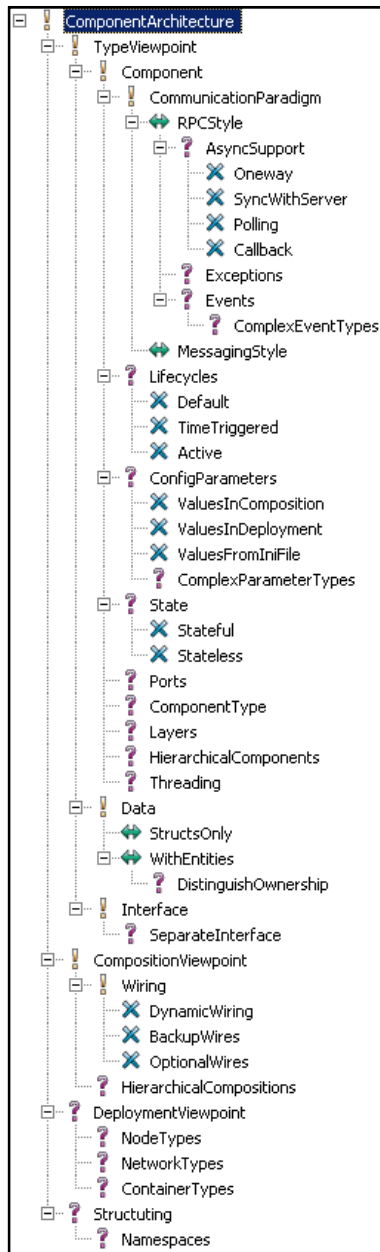 ComponentArchitecture
TypeViewpoint
Component
CommunicationParadigm
RPCStyle
AsyncSupport
Oneway
SyncWithServer
Polling
Callback
Exceptions
Events
ComplexEventTypes
MessagingStyle
Lifecycles
Default
TimeTriggered
Active
ConfigParameters
ValuesInComposition
ValuesInDeployment
ValuesFromIniFile
ComplexParameterTypes
State
Stateful
Stateless
Ports
ComponentType
Layers
HierarchicalComponents
Threading
Data
StructsOnly
WithEntities
DistinguishOwnership
Interface
SeparateInterface
CompositionViewpoint
Wiring
DynamicWiring
BackupWires
OptionalWires
HierarchicalCompositions
DeploymentViewpoint
NodeTypes
NetworkTypes
ContainerTypes
Structuting
Namespaces